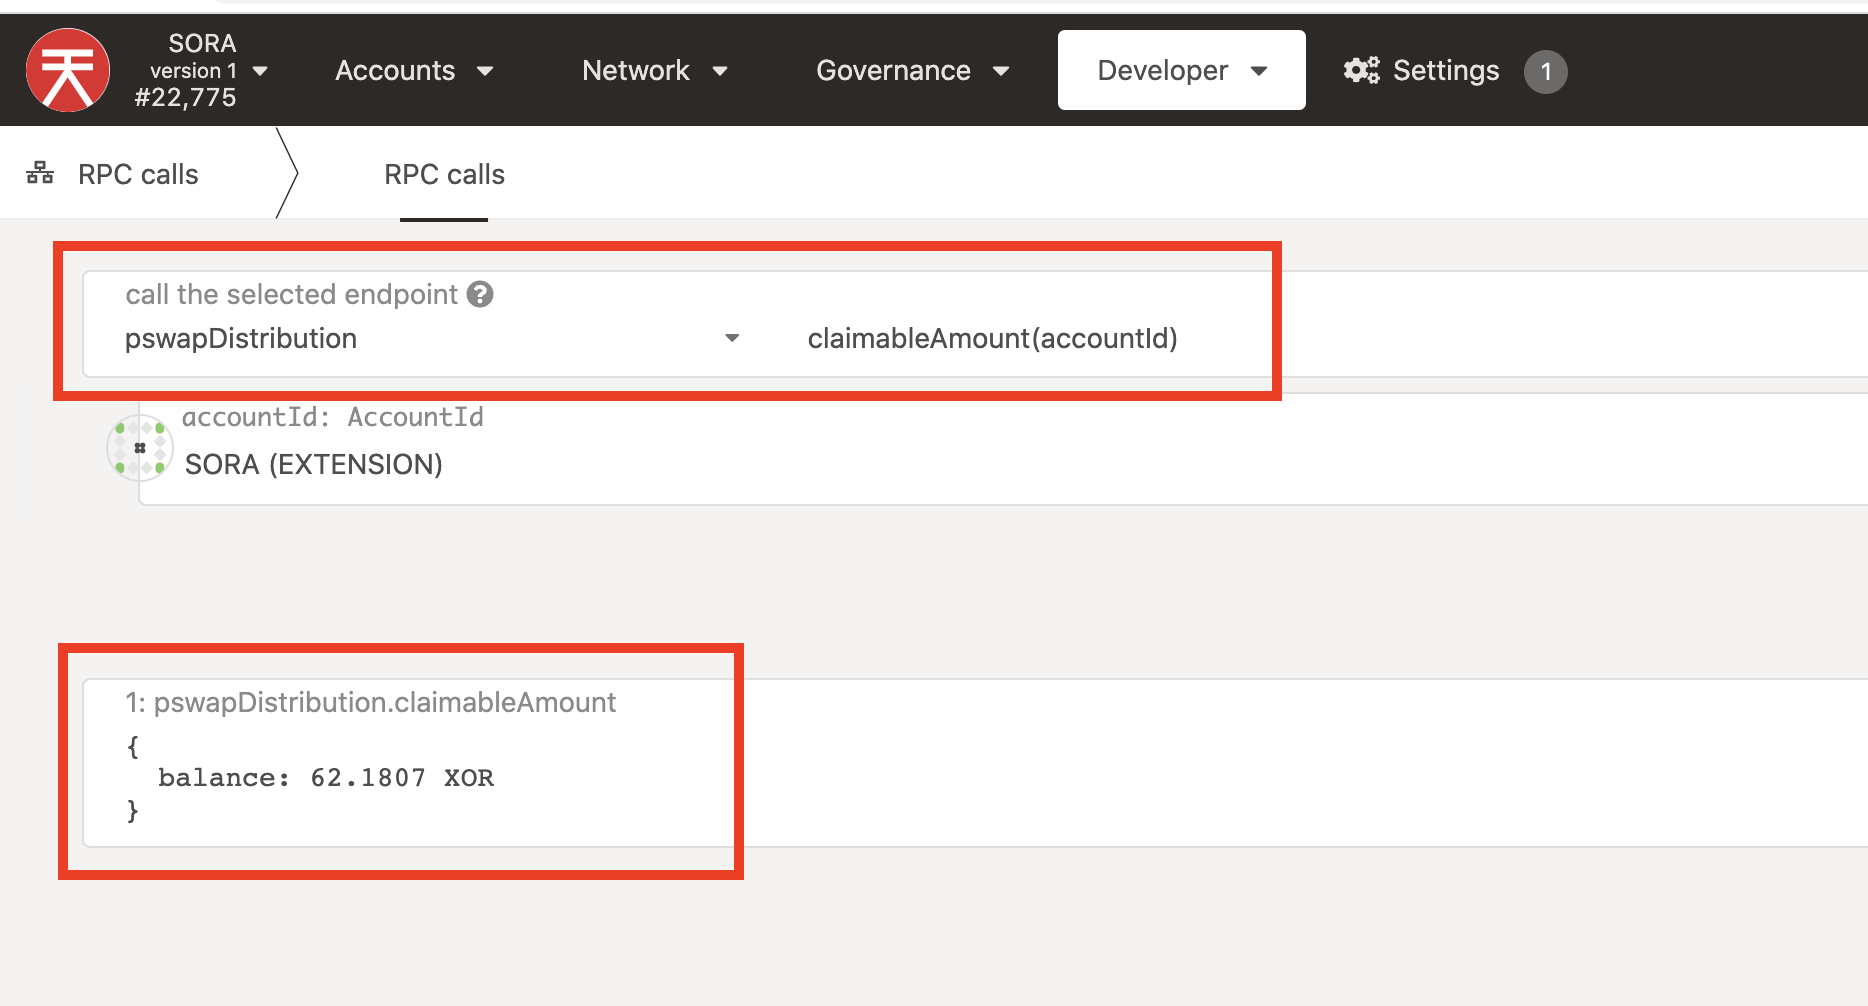 天
SORA
version 1
#22,775
Accounts
Network
Governance
Developer
Settings
1
RPC calls
RPC calls
call the selected endpoint ?
pswapDistribution
claimableAmount(accountId)
accountId: AccountId
SORA (EXTENSION)
1: pswapDistribution.claimableAmount
{
balance: 62.1807 XOR
}